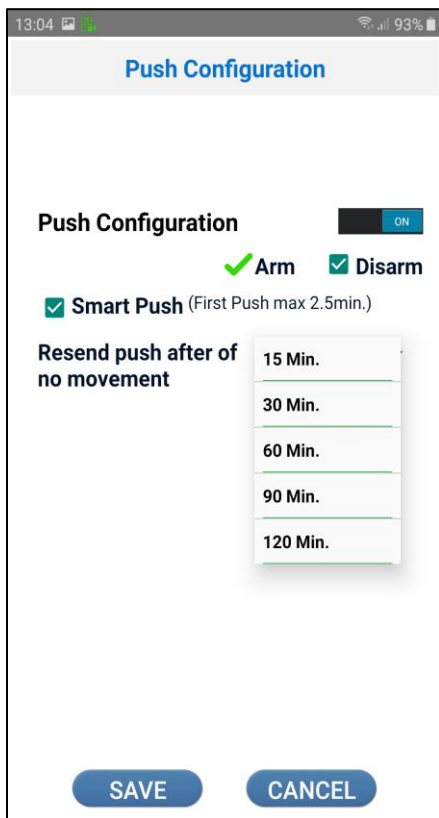 13:04 93%
Push Configuration
Push Configuration ON
Arm Disarm
Smart Push (First Push max 2.5min.)
Resend push after of
no movement
15 Min.
30 Min.
60 Min.
90 Min.
120 Min.
SAVE CANCEL